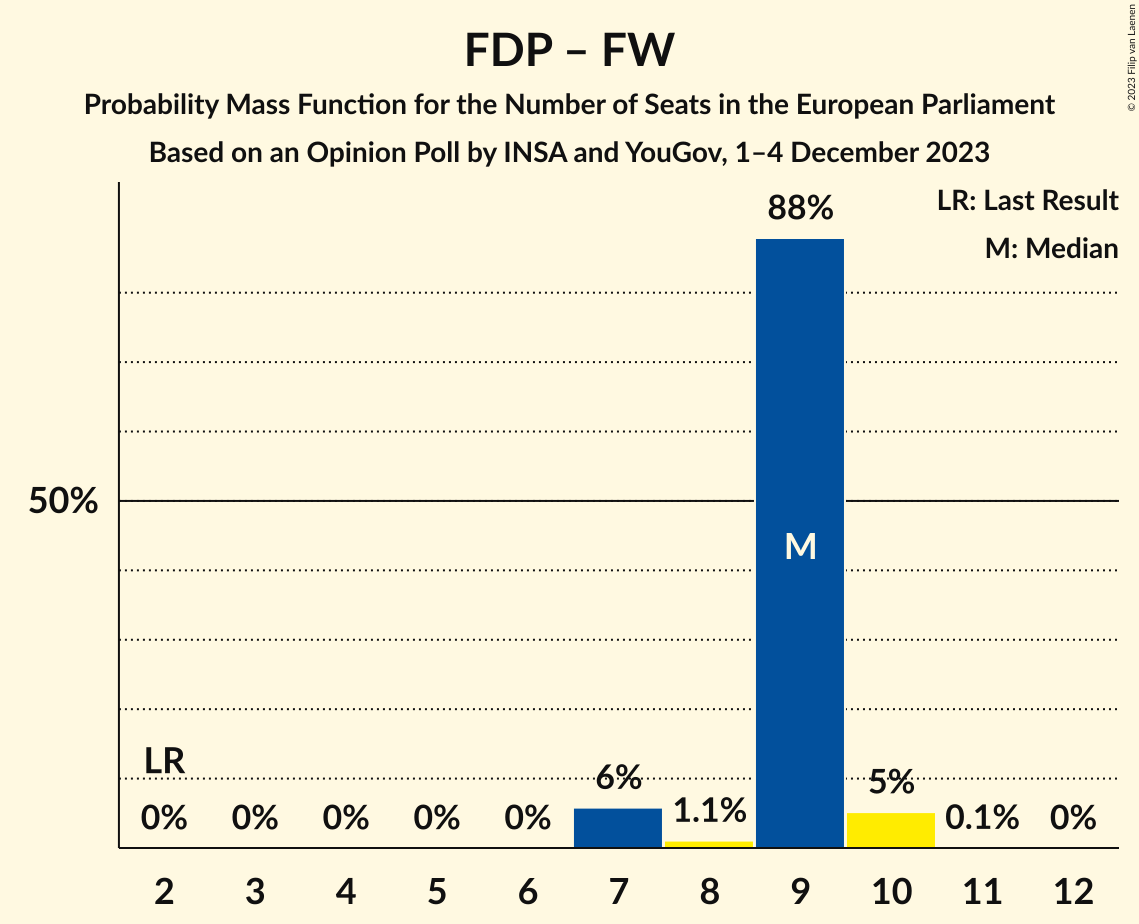 FDP – FW
Probability Mass Function for the Number of Seats in the European Parliament
Based on an Opinion Poll by INSA and YouGov, 1–4 December 2023
© 2023 Filip van Laenen
LR: Last Result
M: Median
88%
50%
M
LR
0%
0%
0%
0%
0%
6%
1.1%
5%
0.1%
0%
2 3 4 5 6 7 8 9 10 11 12